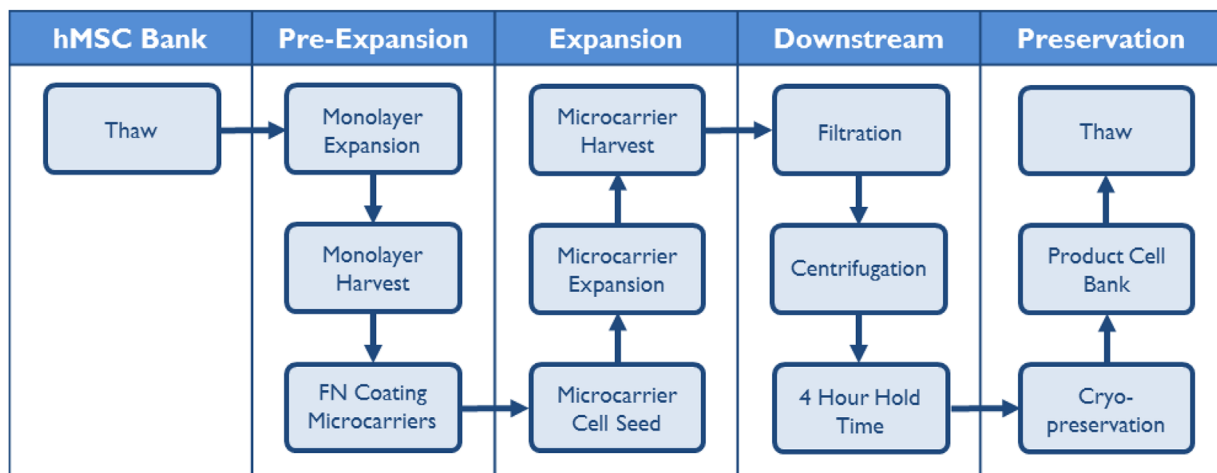 hMSC Bank
Pre-Expansion
Expansion
Downstream
Preservation
Thaw
Monolayer
Expansion
Monolayer
Harvest
FN Coating
Microcarriers
Microcarrier
Harvest
Microcarrier
Expansion
Microcarrier
Cell Seed
Filtration
Centrifugation
4 Hour Hold
Time
Thaw
Product Cell
Bank
Cryo-
preservation